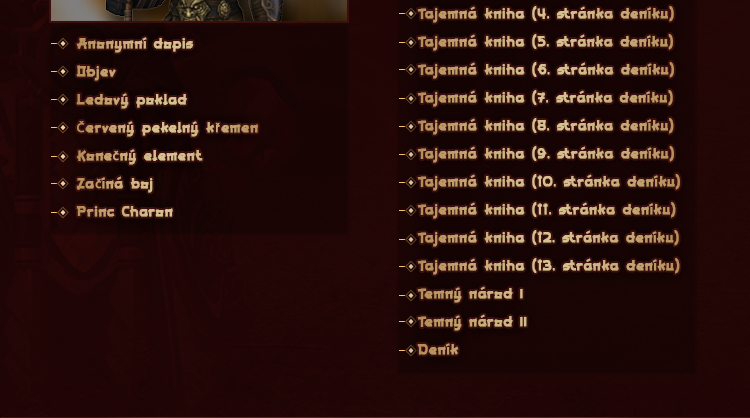 Anonymní dopis
Objev
Ledový poklad
Červený pekelný křemen
Konečný element
Začíná boj
Princ Charon
Tajemná kniha (4. stránka deníku)
Tajemná kniha (5. stránka deníku)
Tajemná kniha (6. stránka deníku)
Tajemná kniha (7. stránka deníku)
Tajemná kniha (8. stránka deníku)
Tajemná kniha (9. stránka deníku)
Tajemná kniha (10. stránka deníku)
Tajemná kniha (11. stránka deníku)
Tajemná kniha (12. stránka deníku)
Tajemná kniha (13. stránka deníku)
Temný národ I
Temný národ II
Deník